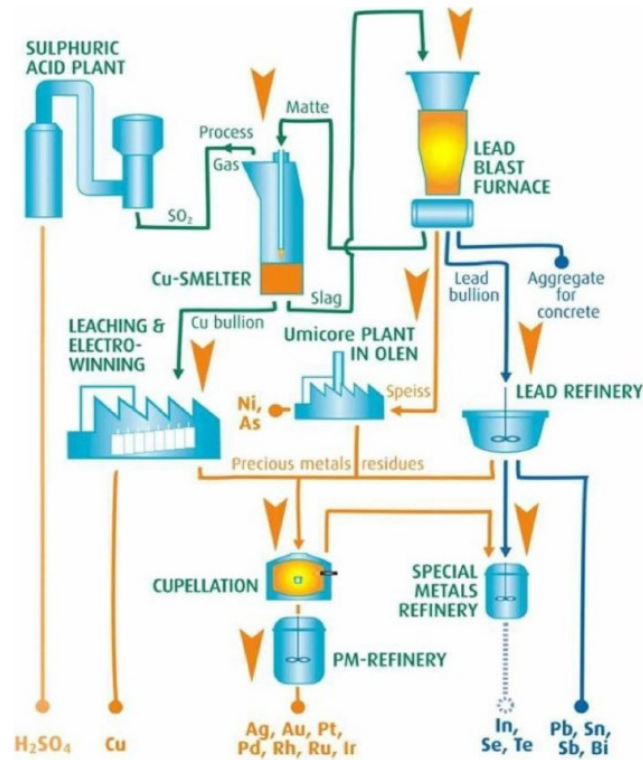 SULPHURIC
ACID PLANT
Process
Gas
SO₂
Matte
LEAD
BLAST
FURNACE
Cu-SMELTER
Slag
Cu bullion
Lead
bullion
Aggregate
for
concrete
LEACHING &
ELECTRO-
WINNING
Umicore PLANT
IN OLEN
Ni,
As
Speiss
LEAD REFINERY
Precious metals residues
CUPELLATION
SPECIAL
METALS
REFINERY
PM-REFINERY
H₂SO₄
Cu
Ag, Au, Pt,
Pd, Rh, Ru, Ir
In,
Se, Te
Pb, Sn,
Sb, Bi